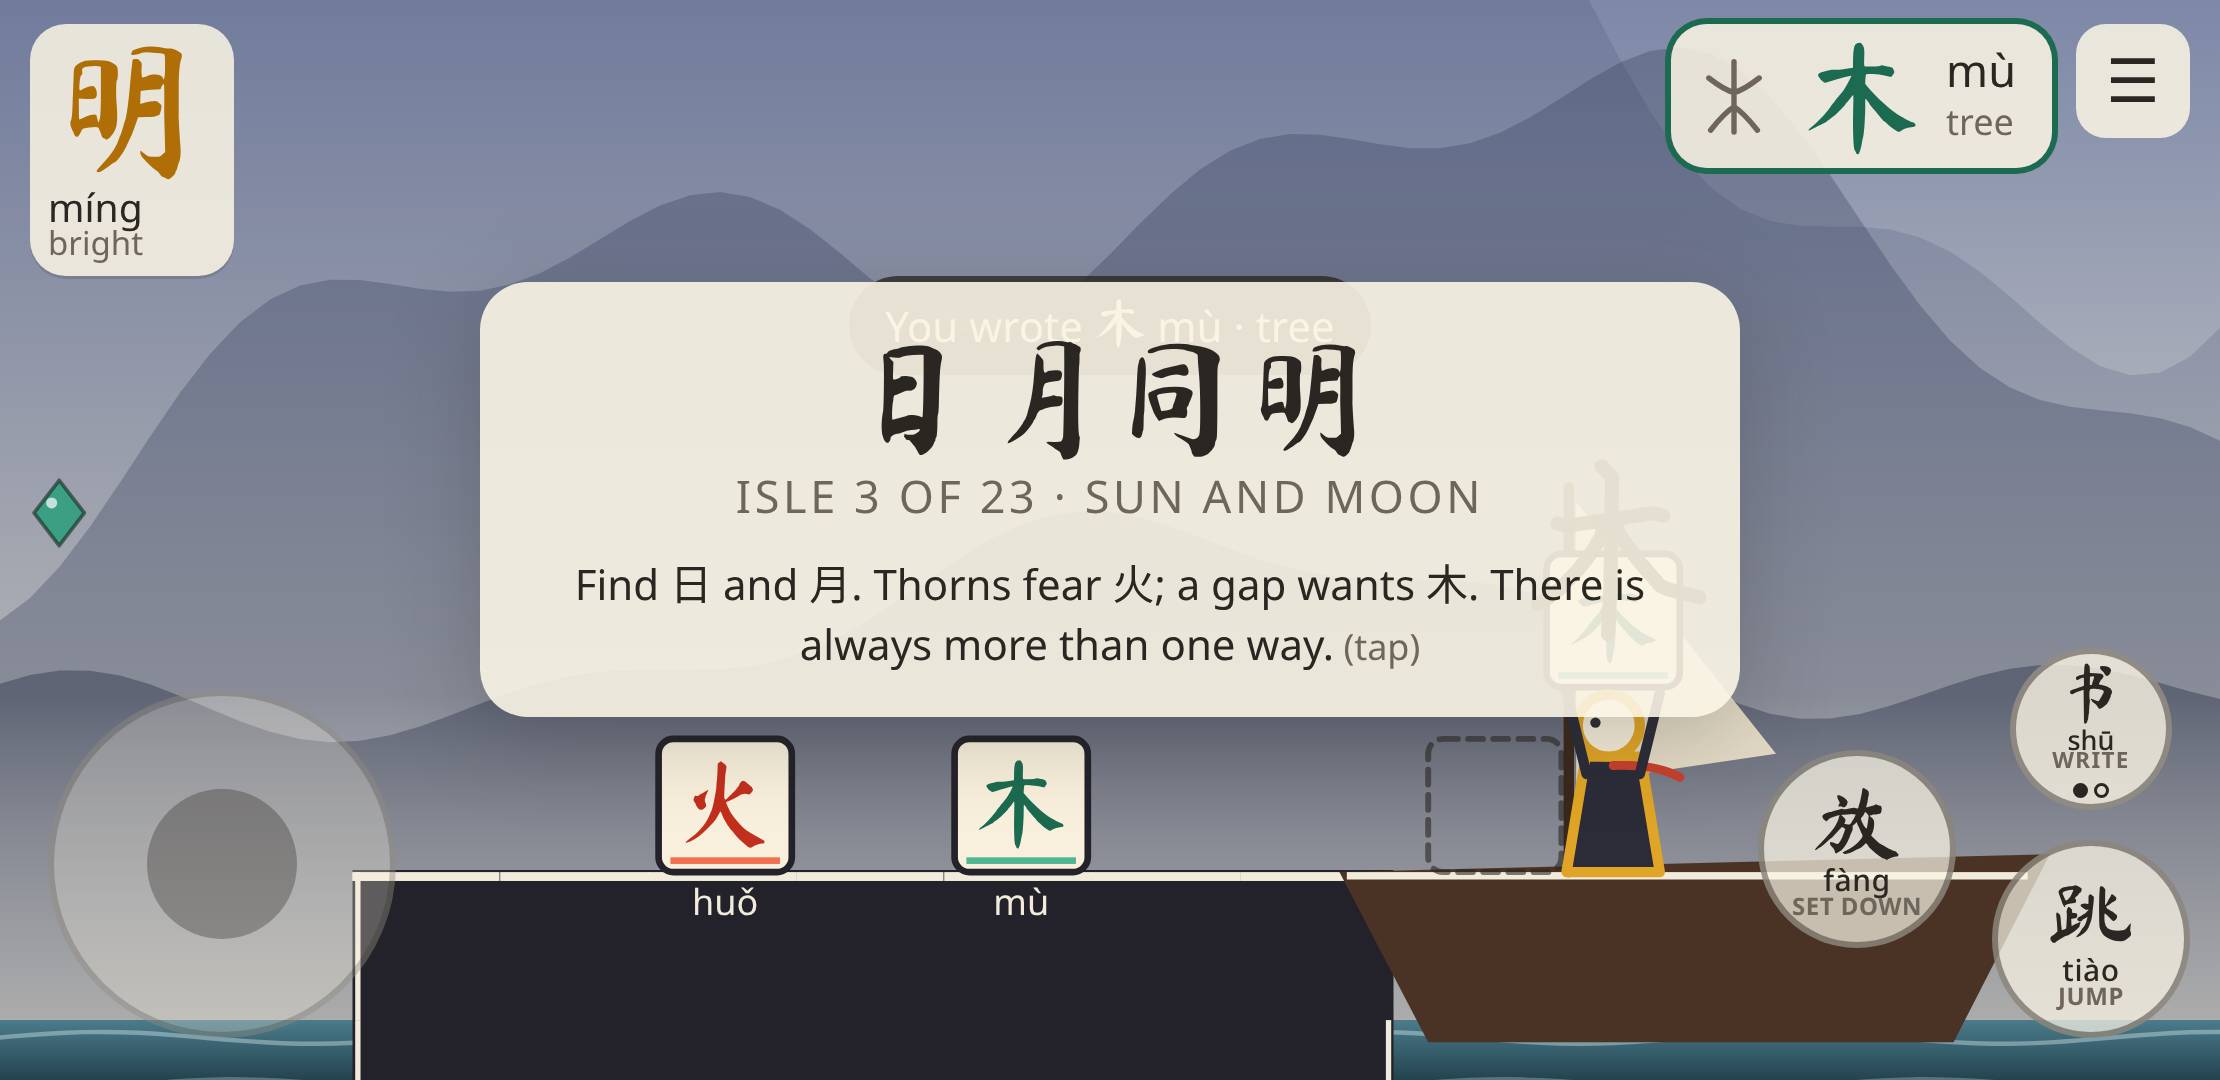 明
míng
bright
木 mù
tree
☰
You wrote 木 mù · tree
日月同明
ISLE 3 OF 23 · SUN AND MOON
Find 日 and 月. Thorns fear 火; a gap wants 木. There is
always more than one way. (tap)
木
木
火
huǒ
木
mù
书
shū
WRITE
放
fàng
SET DOWN
跳
tiào
JUMP